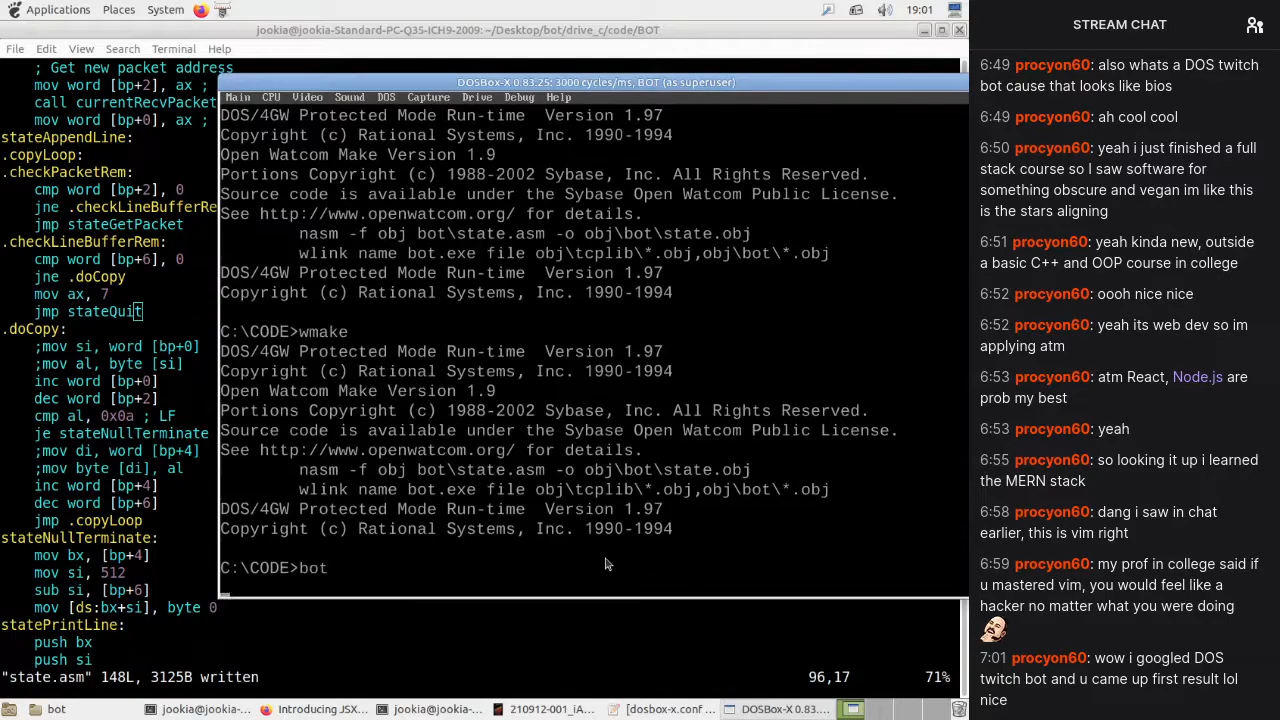 Applications Places System 19:01
jookia@jookia-Standard-PC-Q35-ICH9-2009: ~/Desktop/bot/drive_c/code/BOT
File Edit View Search Terminal Help
; Get new packet address
mov word [bp+2], ax ;
call currentRecvPacket
mov word [bp+0], ax ;
stateAppendLine:
.copyLoop:
.checkPacketRem:
cmp word [bp+2], 0
jne .checkLineBufferRe
jmp stateGetPacket
.checkLineBufferRem:
cmp word [bp+6], 0
jne .doCopy
mov ax, 7
jmp stateQuit
.doCopy:
;mov si, word [bp+0]
;mov al, byte [si]
inc word [bp+0]
dec word [bp+2]
cmp al, 0x0a ; LF
je stateNullTerminate
;mov di, word [bp+4]
;mov byte [di], al
inc word [bp+4]
dec word [bp+6]
jmp .copyLoop
stateNullTerminate:
mov bx, [bp+4]
mov si, 512
sub si, [bp+6]
mov [ds:bx+si], byte 0
statePrintLine:
push bx
push si
"state.asm" 148L, 3125B written 96,17 71%
DOSBox-X 0.83.25: 3000 cycles/ms, BOT (as superuser)
Main CPU Video Sound DOS Capture Drive Debug Help
DOS/4GW Protected Mode Run-time Version 1.97
Copyright (c) Rational Systems, Inc. 1990-1994
Open Watcom Make Version 1.9
Portions Copyright (c) 1988-2002 Sybase, Inc. All Rights Reserved.
Source code is available under the Sybase Open Watcom Public License.
See http://www.openwatcom.org/ for details.
nasm -f obj bot\state.asm -o obj\bot\state.obj
wlink name bot.exe file obj\tcplib\*.obj,obj\bot\*.obj
DOS/4GW Protected Mode Run-time Version 1.97
Copyright (c) Rational Systems, Inc. 1990-1994
C:\CODE>wmake
DOS/4GW Protected Mode Run-time Version 1.97
Copyright (c) Rational Systems, Inc. 1990-1994
Open Watcom Make Version 1.9
Portions Copyright (c) 1988-2002 Sybase, Inc. All Rights Reserved.
Source code is available under the Sybase Open Watcom Public License.
See http://www.openwatcom.org/ for details.
nasm -f obj bot\state.asm -o obj\bot\state.obj
wlink name bot.exe file obj\tcplib\*.obj,obj\bot\*.obj
DOS/4GW Protected Mode Run-time Version 1.97
Copyright (c) Rational Systems, Inc. 1990-1994
C:\CODE>bot
bot jookia@jookia-... Introducing JSX... jookia@jookia-... 210912-001_iA... [dosbox-x.conf ... DOSBox-X 0.83....
STREAM CHAT
6:49 procyon60: also whats a DOS twitch
bot cause that looks like bios
6:49 procyon60: ah cool cool
6:50 procyon60: yeah i just finished a full
stack course so I saw software for
something obscure and vegan im like this
is the stars aligning
6:51 procyon60: yeah kinda new, outside
a basic C++ and OOP course in college
6:52 procyon60: oooh nice nice
6:52 procyon60: yeah its web dev so im
applying atm
6:53 procyon60: atm React, Node.js are
prob my best
6:53 procyon60: yeah
6:55 procyon60: so looking it up i learned
the MERN stack
6:58 procyon60: dang i saw in chat
earlier, this is vim right
6:59 procyon60: my prof in college said if
u mastered vim, you would feel like a
hacker no matter what you were doing
7:01 procyon60: wow i googled DOS
twitch bot and u came up first result lol
nice